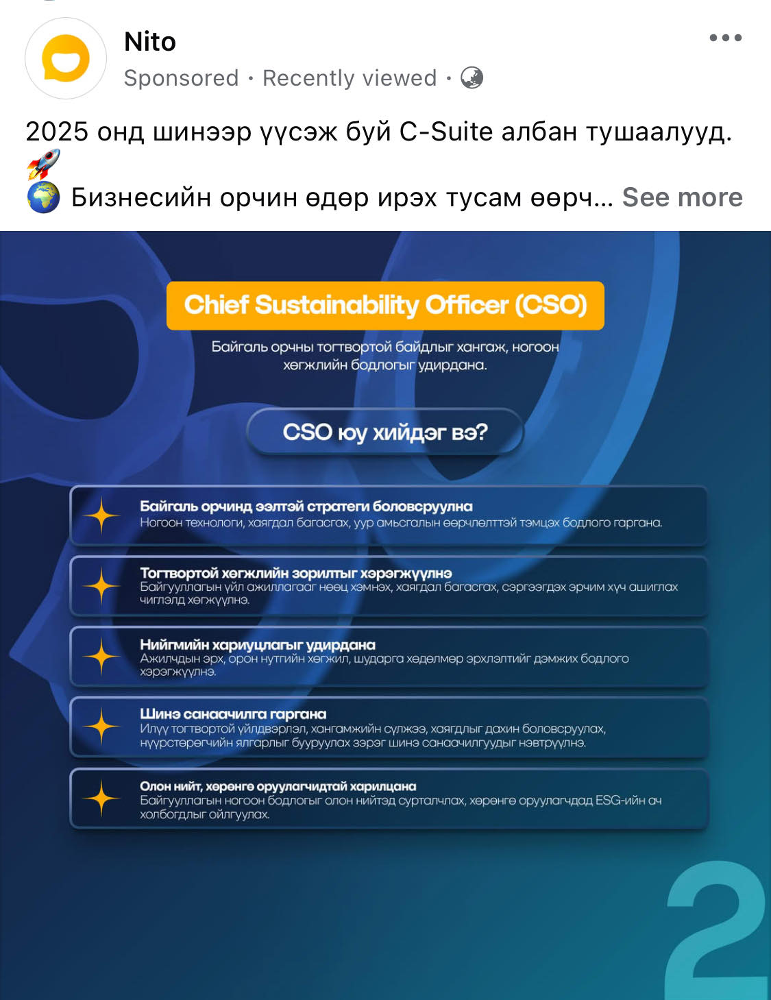 Nito
Sponsored · Recently viewed ·
2025 онд шинээр үүсэж буй C-Suite албан тушаалууд.
🚀
🌍 Бизнесийн орчин өдөр ирэх тусам өөрч... See more
Chief Sustainability Officer (CSO)
Байгаль орчны тогтвортой байдлыг хангаж, ногоон
хөгжлийн бодлогыг удирдана.
CSO юу хийдэг вэ?
Байгаль орчинд ээлтэй стратеги боловсруулна
Ногоон технологи, хаягдал багасгах, уур амьсгалын өөрчлөлттэй тэмцэх бодлого гаргана.
Тогтвортой хөгжлийн зорилтыг хэрэгжүүлнэ
Байгууллагын үйл ажиллагааг нөөц хэмнэх, хаягдал багасгах, сэргээгдэх эрчим хүч ашиглах
чиглэлд хөгжүүлнэ.
Нийгмийн хариуцлагыг удирдана
Ажилчдын эрх, орон нутгийн хөгжил, шударга хөдөлмөр эрхлэлтийг дэмжих бодлого
хэрэгжүүлнэ.
Шинэ санаачилга гаргана
Илүү тогтвортой үйлдвэрлэл, хангамжийн сүлжээ, хаягдлыг дахин боловсруулах,
нүүрстөрөгчийн ялгарлыг бууруулах зэрэг шинэ санаачилгуудыг нэвтрүүлнэ.
Олон нийт, хөрөнгө оруулагчидтай харилцана
Байгууллагын ногоон бодлогыг олон нийтэд сурталчлах, хөрөнгө оруулагчдад ESG-ийн ач
холбогдлыг ойлгуулах.
2